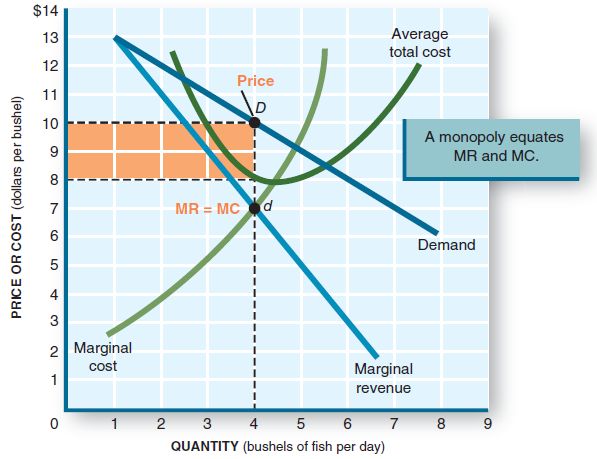 $14
13
12
11
10
9
8
7
6
5
4
3
2
1
0
1 2 3 4 5 6 7 8 9
PRICE OR COST (dollars per bushel)
QUANTITY (bushels of fish per day)
Average
total cost
Price
D
A monopoly equates
MR and MC.
MR = MC
d
Demand
Marginal
cost
Marginal
revenue